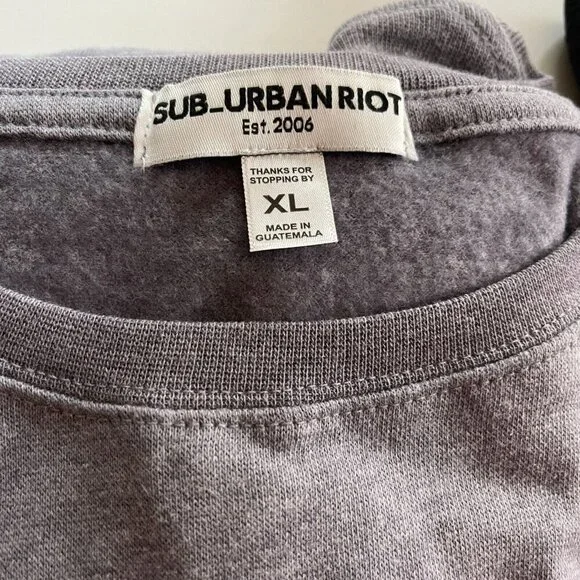 SUB_URBAN RIOT
Est. 2006
THANKS FOR
STOPPING BY
XL
MADE IN
GUATEMALA